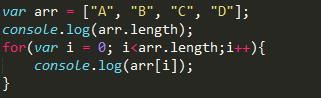 var arr = ["A", "B", "C", "D"];
console.log(arr.length);
for(var i = 0; i<arr.length;i++){
    console.log(arr[i]);
}